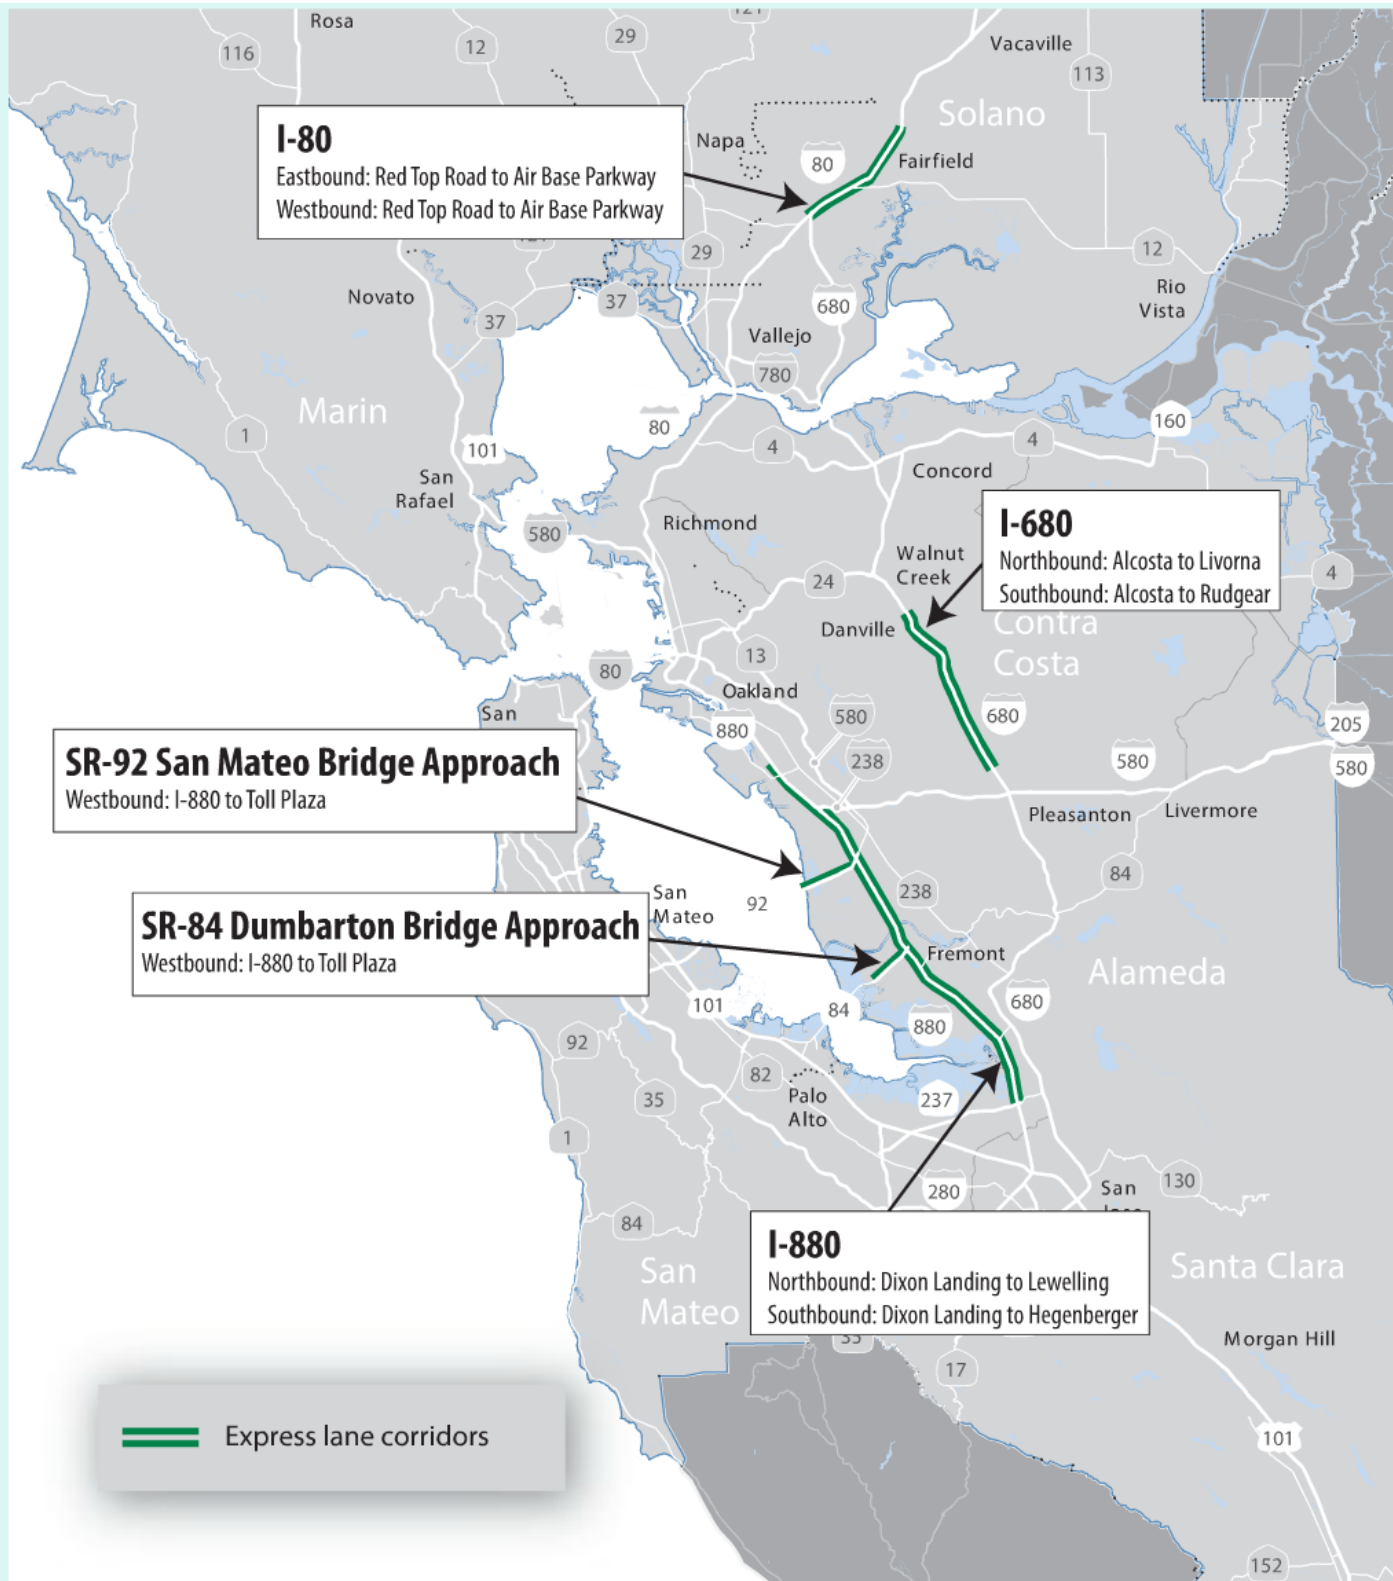 Rosa
116
12
29
121
Vacaville
113
Solano
I-80
Eastbound: Red Top Road to Air Base Parkway
Westbound: Red Top Road to Air Base Parkway
Napa
80
Fairfield
29
12
Rio
Vista
Novato
37
37
680
Vallejo
780
Marin
1
101
80
160
4
4
San
Rafael
Concord
580
Richmond
I-680
Northbound: Alcosta to Livorna
Southbound: Alcosta to Rudgear
Walnut
Creek
24
4
Danville
Contra
Costa
13
80
Oakland
San
880
580
680
205
238
580
580
SR-92 San Mateo Bridge Approach
Westbound: I-880 to Toll Plaza
Pleasanton
Livermore
84
San
Mateo
92
238
SR-84 Dumbarton Bridge Approach
Westbound: I-880 to Toll Plaza
Fremont
Alameda
101
84
880
680
92
82
Palo
Alto
35
237
1
280
San
130
84
I-880
Northbound: Dixon Landing to Lewelling
Southbound: Dixon Landing to Hegenberger
San
Mateo
Santa Clara
35
17
Morgan Hill
Express lane corridors
101
152